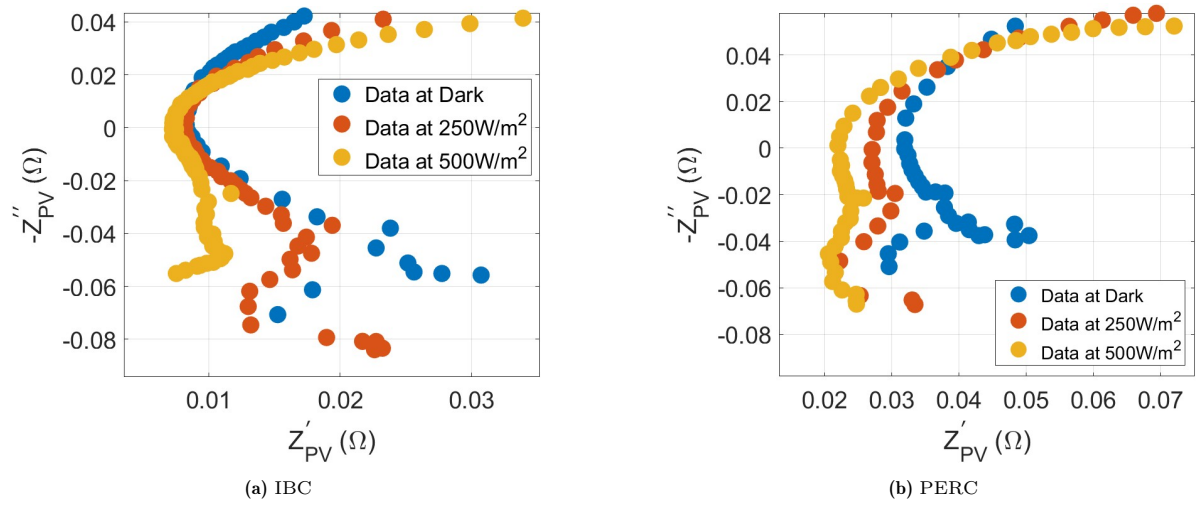 0.04
0.02
0
-0.02
-0.04
-0.06
-0.08
-Z''PV (Ω)
0.01
0.02
0.03
Z'PV (Ω)
Data at Dark
Data at 250W/m²
Data at 500W/m²
(a) IBC
0.04
0.02
0
-0.02
-0.04
-0.06
-0.08
-Z''PV (Ω)
0.02
0.03
0.04
0.05
0.06
0.07
Z'PV (Ω)
Data at Dark
Data at 250W/m²
Data at 500W/m²
(b) PERC